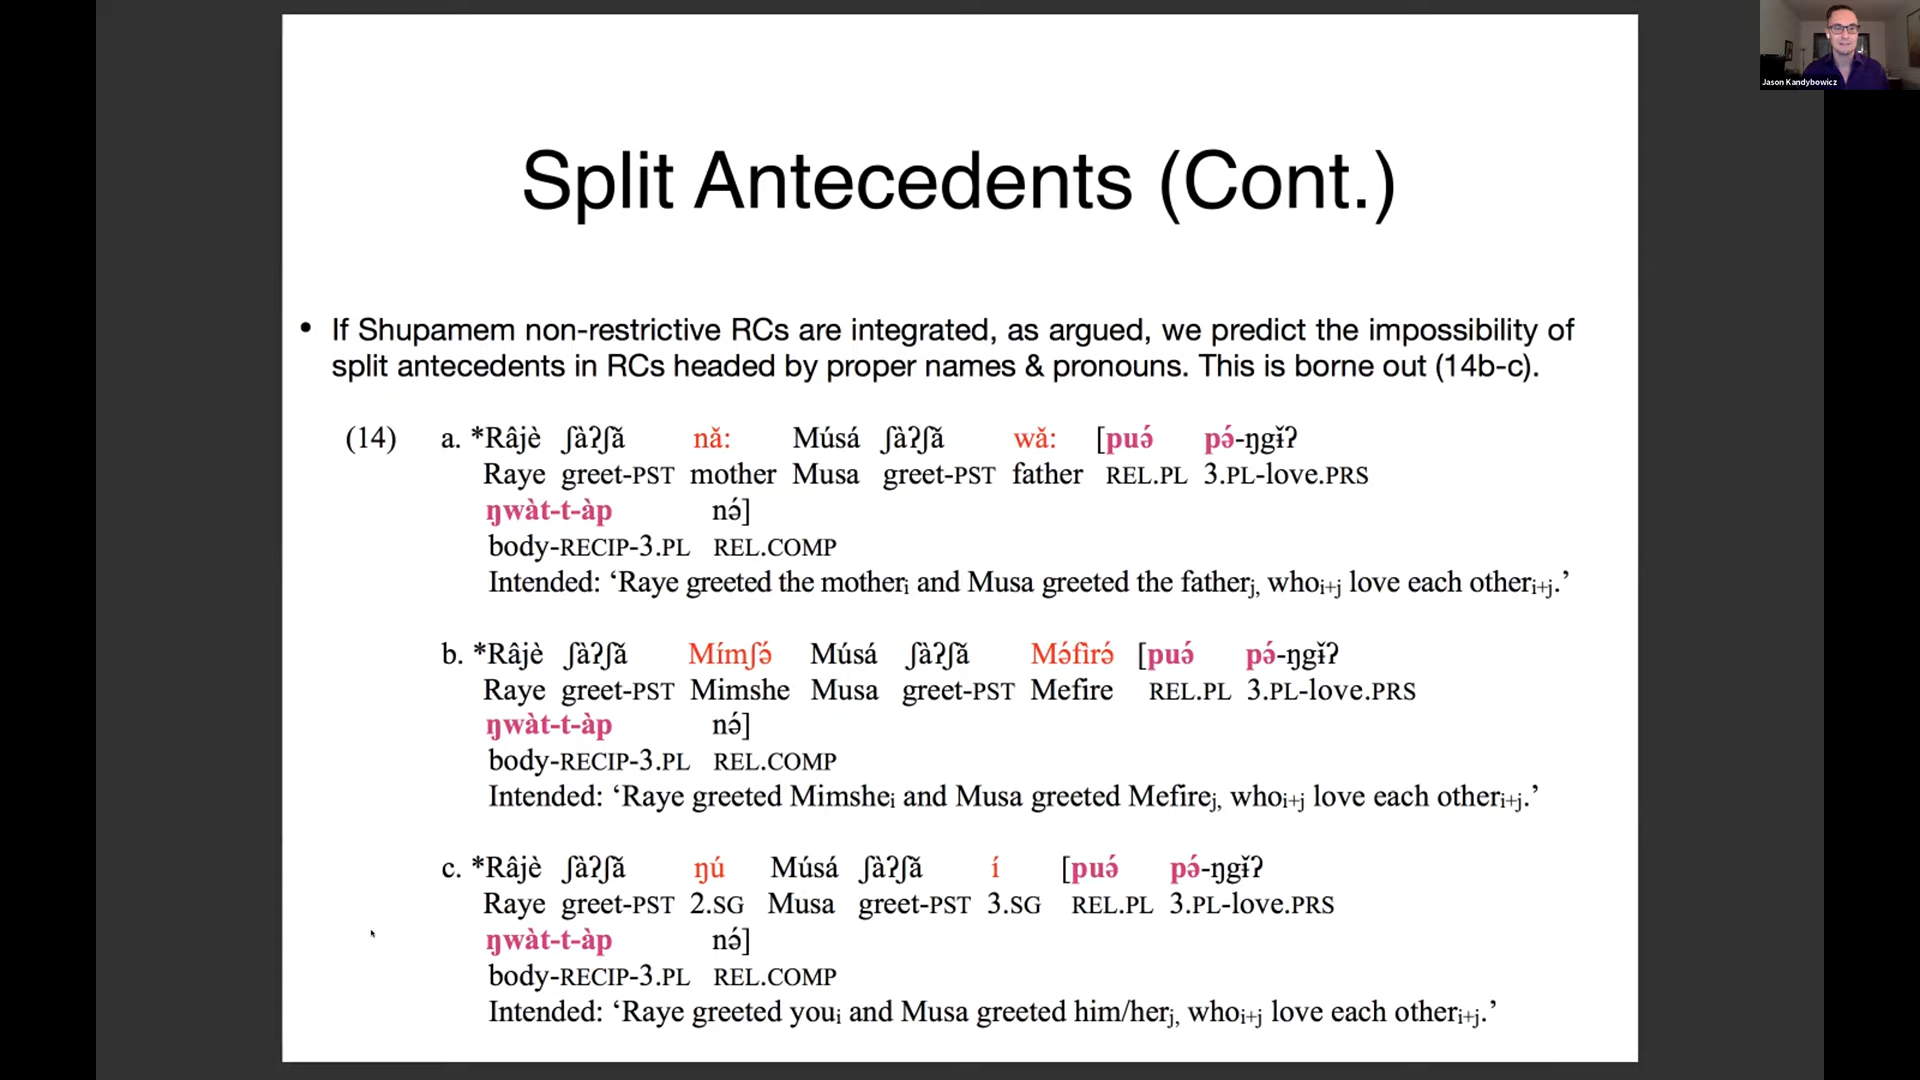 Jason Kandybowicz
Split Antecedents (Cont.)
• If Shupamem non-restrictive RCs are integrated, as argued, we predict the impossibility of
split antecedents in RCs headed by proper names & pronouns. This is borne out (14b-c).
(14) a. *Râjè ʃàʔʃǎ nǎ: Músá ʃàʔʃǎ wǎ: [puə́ pə́-ŋgɨ̌ʔ
Raye greet-PST mother Musa greet-PST father REL.PL 3.PL-love.PRS
ŋwàt-t-àp nə́]
body-RECIP-3.PL REL.COMP
Intended: ‘Raye greeted the motherᵢ and Musa greeted the fatherⱼ, whoᵢ₊ⱼ love each otherᵢ₊ⱼ.’
b. *Râjè ʃàʔʃǎ Mímʃə́ Músá ʃàʔʃǎ Mə́fìrə́ [puə́ pə́-ŋgɨ̌ʔ
Raye greet-PST Mimshe Musa greet-PST Mefire REL.PL 3.PL-love.PRS
ŋwàt-t-àp nə́]
body-RECIP-3.PL REL.COMP
Intended: ‘Raye greeted Mimsheᵢ and Musa greeted Mefireⱼ, whoᵢ₊ⱼ love each otherᵢ₊ⱼ.’
c. *Râjè ʃàʔʃǎ ŋú Músá ʃàʔʃǎ í [puə́ pə́-ŋgɨ̌ʔ
Raye greet-PST 2.SG Musa greet-PST 3.SG REL.PL 3.PL-love.PRS
ŋwàt-t-àp nə́]
body-RECIP-3.PL REL.COMP
Intended: ‘Raye greeted youᵢ and Musa greeted him/herⱼ, whoᵢ₊ⱼ love each otherᵢ₊ⱼ.’